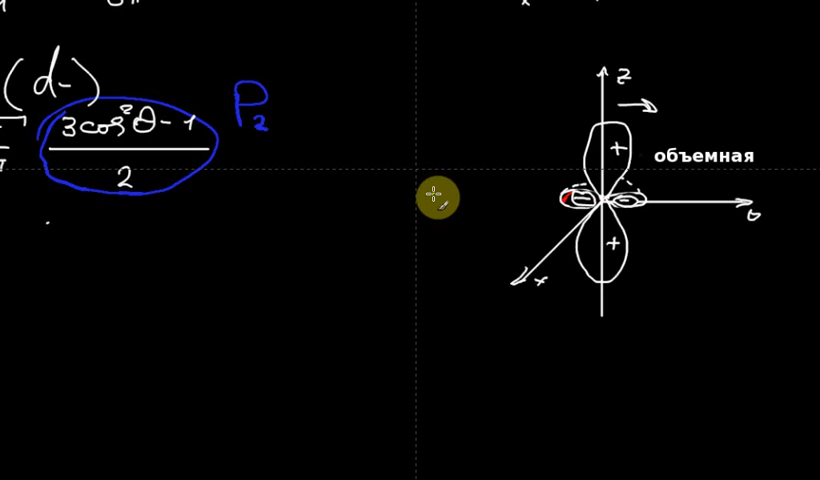 (d-)
3cos²θ - 1
2
P₂
z
+
объемная
- -
+
x